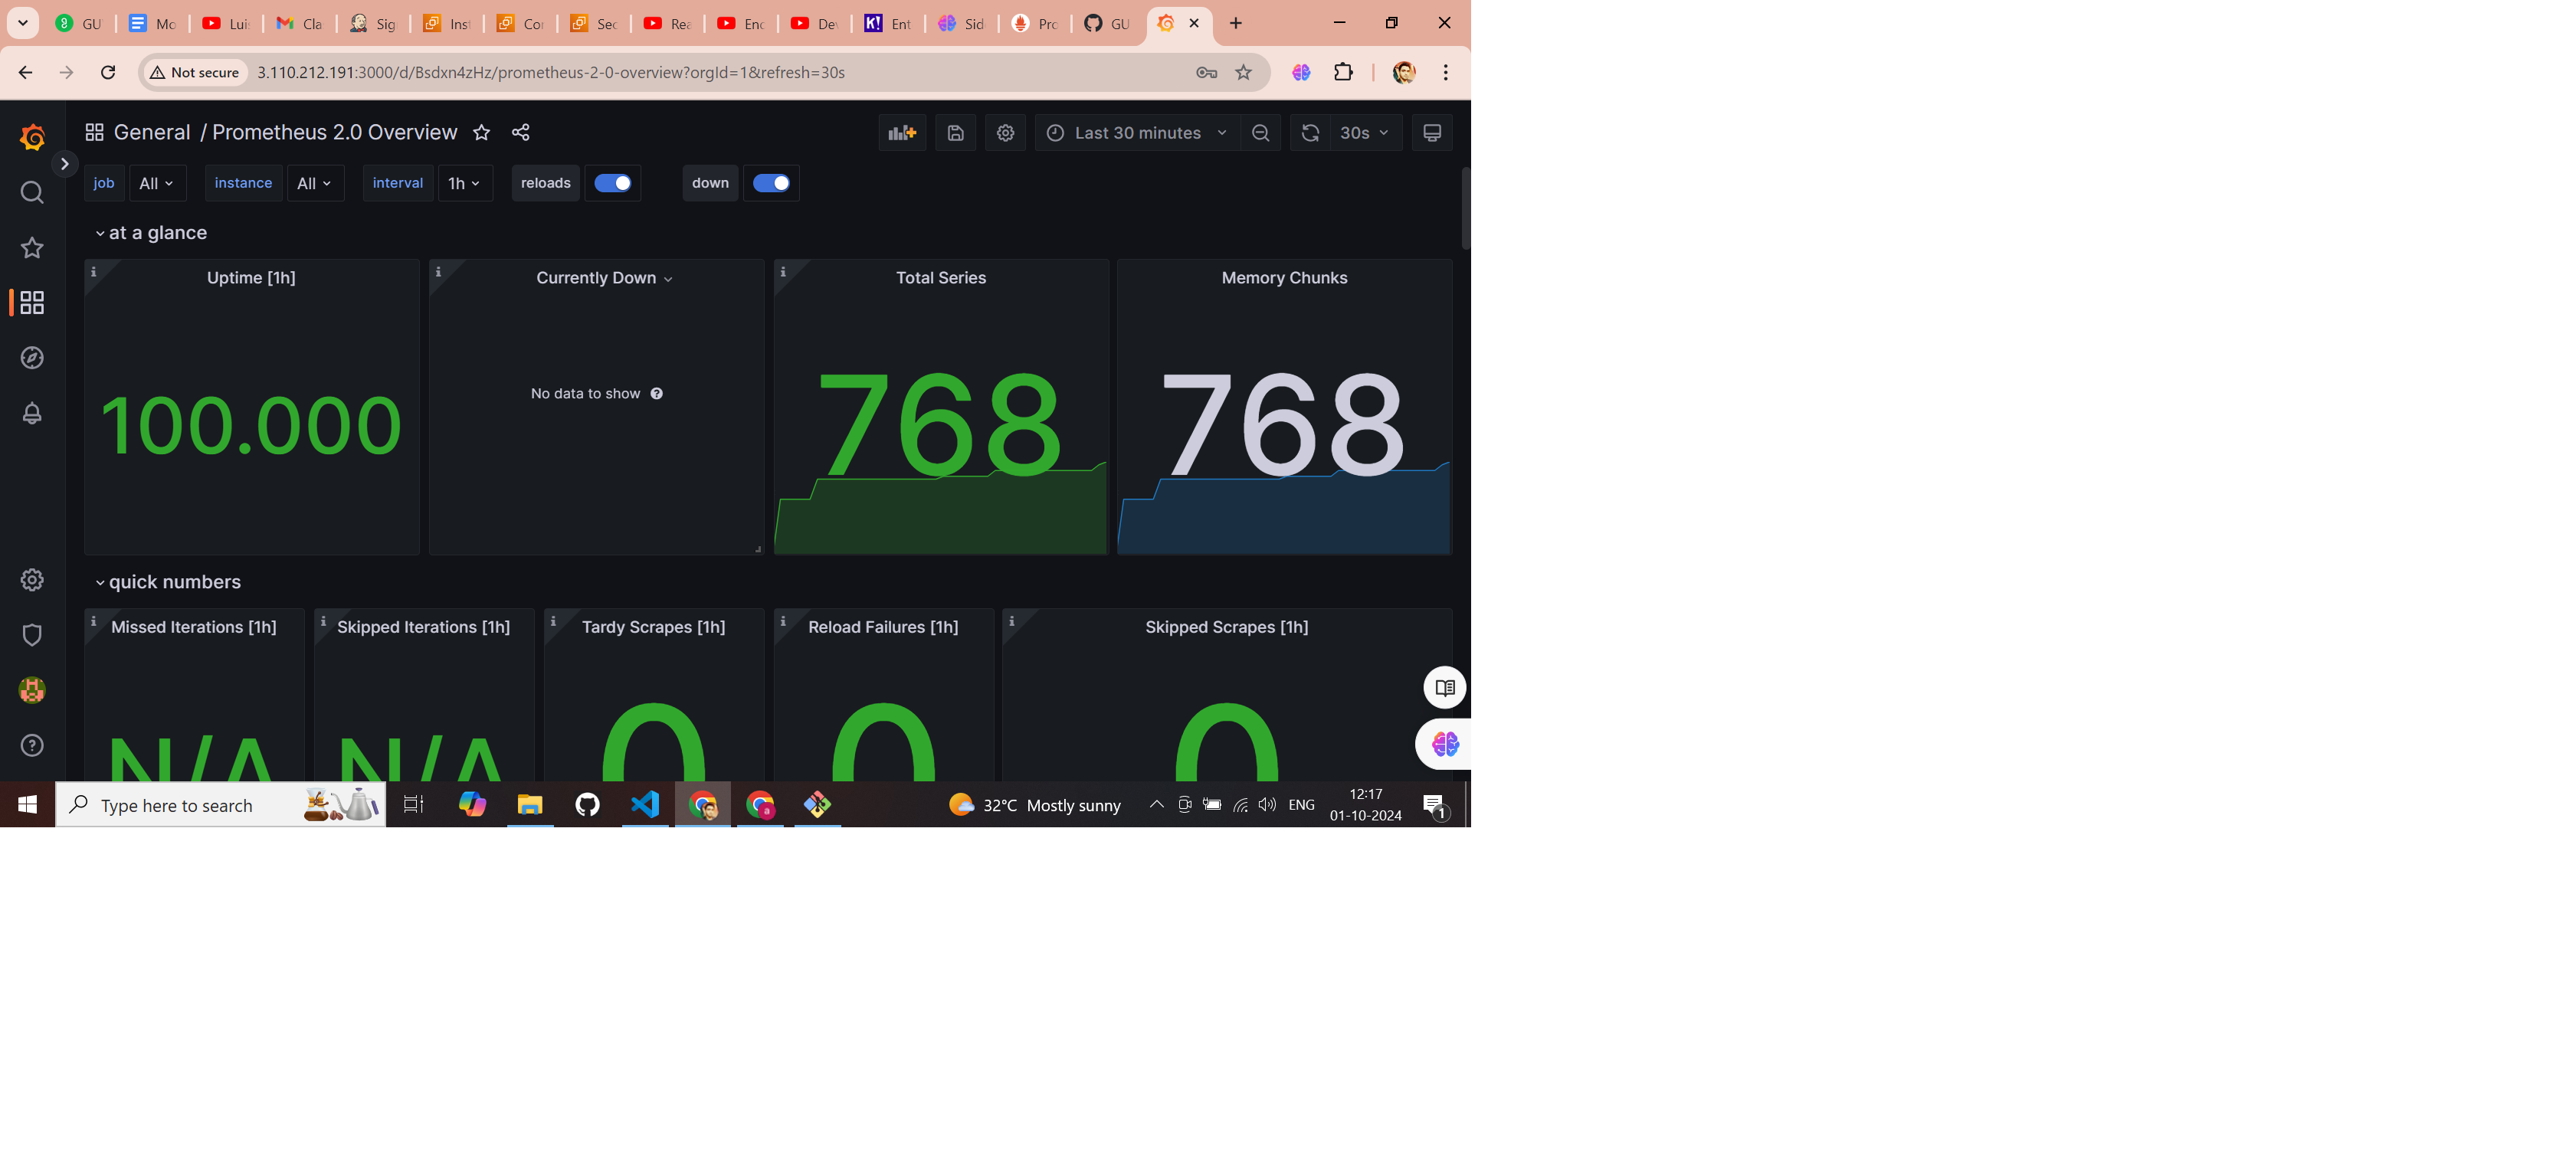 GU
Mo
Lui
Cla
Sig
Inst
Cor
Sec
Rea
Enc
Dev
K!
Ent
Sid
Pro
GU
Not secure
3.110.212.191:3000/d/Bsdxn4zHz/prometheus-2-0-overview?orgId=1&refresh=30s
General / Prometheus 2.0 Overview
Last 30 minutes
30s
job
All
instance
All
interval
1h
reloads
down
at a glance
Uptime [1h]
Currently Down
Total Series
Memory Chunks
100.000
No data to show
768
768
quick numbers
Missed Iterations [1h]
Skipped Iterations [1h]
Tardy Scrapes [1h]
Reload Failures [1h]
Skipped Scrapes [1h]
N/A
N/A
0
0
0
Type here to search
32°C Mostly sunny
ENG
12:17
01-10-2024
1